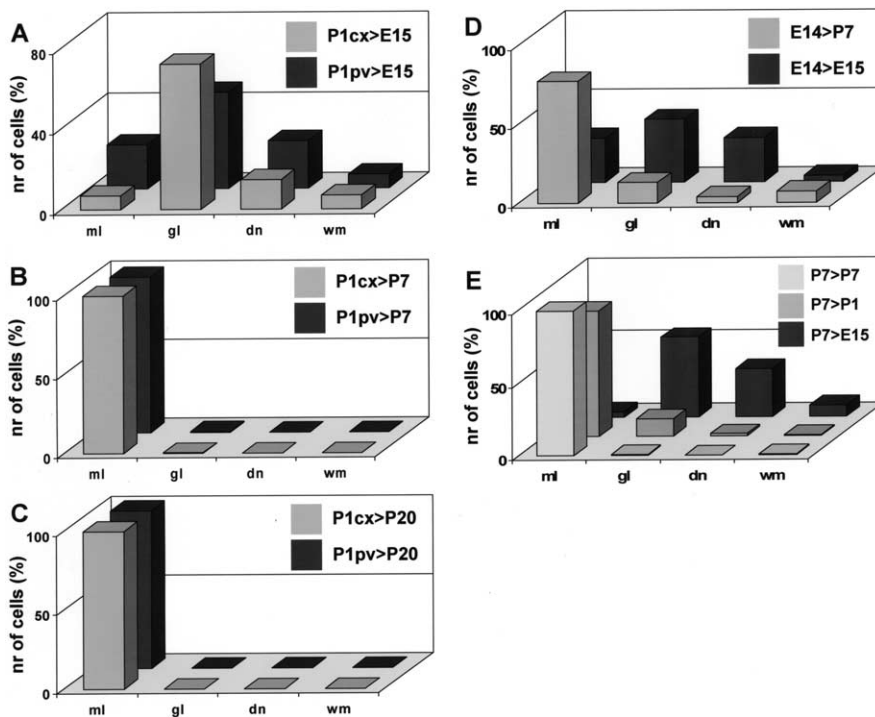 A
nr of cells (%)
80
40
0
P1cx>E15
P1pv>E15
ml gl dn wm
B
nr of cells (%)
100
50
0
P1cx>P7
P1pv>P7
ml gl dn wm
C
nr of cells (%)
100
50
0
P1cx>P20
P1pv>P20
ml gl dn wm
D
nr of cells (%)
100
50
0
E14>P7
E14>E15
ml gl dn wm
E
nr of cells (%)
100
50
0
P7>P7
P7>P1
P7>E15
ml gl dn wm